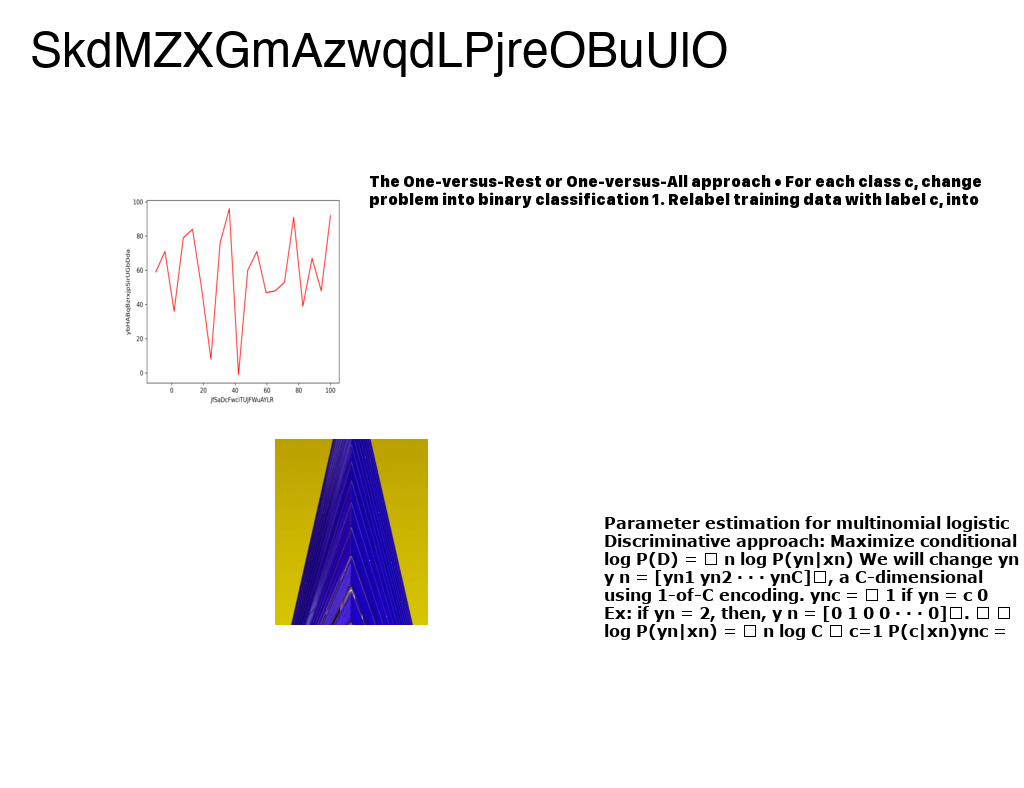 SkdMZXGmAzwqdLPjreOBuUIO
The One-versus-Rest or One-versus-All approach • For each class c, change
problem into binary classification 1. Relabel training data with label c, into
100
80
60
40
20
0
0 20 40 60 80 100
Parameter estimation for multinomial logistic
Discriminative approach: Maximize conditional
log P(D) = □ n log P(yn|xn) We will change yn
y n = [yn1 yn2 · · · ynC]□, a C-dimensional
using 1-of-C encoding. ync = □ 1 if yn = c 0
Ex: if yn = 2, then, y n = [0 1 0 0 · · · 0]□. □ □
log P(yn|xn) = □ n log C □ c=1 P(c|xn)ync =